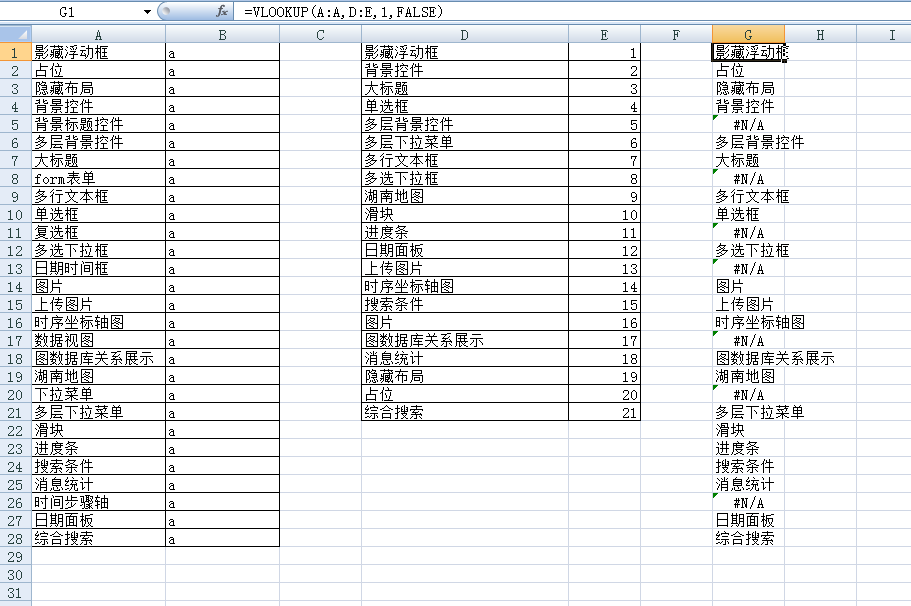 G1 fx =VLOOKUP(A:A,D:E,1,FALSE)
A B C D E F G H I
1 影藏浮动框 a 影藏浮动框 1 影藏浮动框
2 占位 a 背景控件 2 占位
3 隐藏布局 a 大标题 3 隐藏布局
4 背景控件 a 单选框 4 背景控件
5 背景标题控件 a 多层背景控件 5 #N/A
6 多层背景控件 a 多层下拉菜单 6 多层背景控件
7 大标题 a 多行文本框 7 大标题
8 form表单 a 多选下拉框 8 #N/A
9 多行文本框 a 湖南地图 9 多行文本框
10 单选框 a 滑块 10 单选框
11 复选框 a 进度条 11 #N/A
12 多选下拉框 a 日期面板 12 多选下拉框
13 日期时间框 a 上传图片 13 #N/A
14 图片 a 时序坐标轴图 14 图片
15 上传图片 a 搜索条件 15 上传图片
16 时序坐标轴图 a 图片 16 时序坐标轴图
17 数据视图 a 图数据库关系展示 17 #N/A
18 图数据库关系展示 a 消息统计 18 图数据库关系展示
19 湖南地图 a 隐藏布局 19 湖南地图
20 下拉菜单 a 占位 20 #N/A
21 多层下拉菜单 a 综合搜索 21 多层下拉菜单
22 滑块 a 滑块
23 进度条 a 进度条
24 搜索条件 a 搜索条件
25 消息统计 a 消息统计
26 时间步骤轴 a #N/A
27 日期面板 a 日期面板
28 综合搜索 a 综合搜索
29
30
31